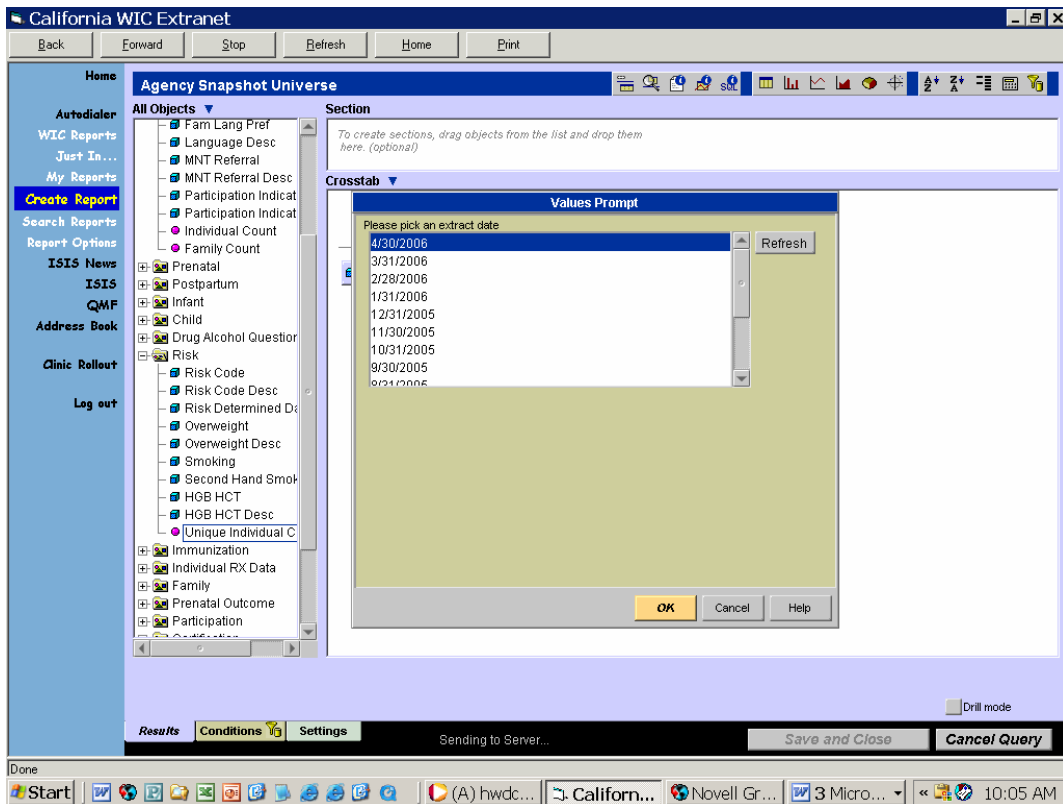 California WIC Extranet
Back Forward Stop Refresh Home Print
Home
Autodialer
WIC Reports
Just In...
My Reports
Create Report
Search Reports
Report Options
ISIS News
ISIS
QMF
Address Book
Clinic Rollout
Log out
Agency Snapshot Universe
All Objects
Fam Lang Pref
Language Desc
MNT Referral
MNT Referral Desc
Participation Indicat
Participation Indicat
Individual Count
Family Count
Prenatal
Postpartum
Infant
Child
Drug Alcohol Question
Risk
Risk Code
Risk Code Desc
Risk Determined Da
Overweight
Overweight Desc
Smoking
Second Hand Smok
HGB HCT
HGB HCT Desc
Unique Individual C
Immunization
Individual RX Data
Family
Prenatal Outcome
Participation
Certification
Section
To create sections, drag objects from the list and drop them
here. (optional)
Crosstab
Values Prompt
Please pick an extract date
4/30/2006
3/31/2006
2/28/2006
1/31/2006
12/31/2005
11/30/2005
10/31/2005
9/30/2005
8/31/2005
Refresh
OK Cancel Help
Drill mode
Results Conditions Settings
Sending to Server...
Save and Close Cancel Query
Done
Start (A) hwdc... Californ... Novell Gr... 3 Micro... « 10:05 AM